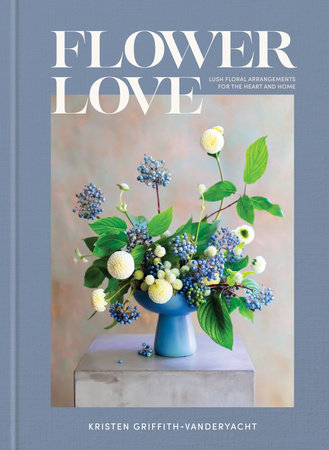 FLOWER
LOVE
LUSH FLORAL ARRANGEMENTS
FOR THE HEART AND HOME
KRISTEN GRIFFITH-VANDERYACHT